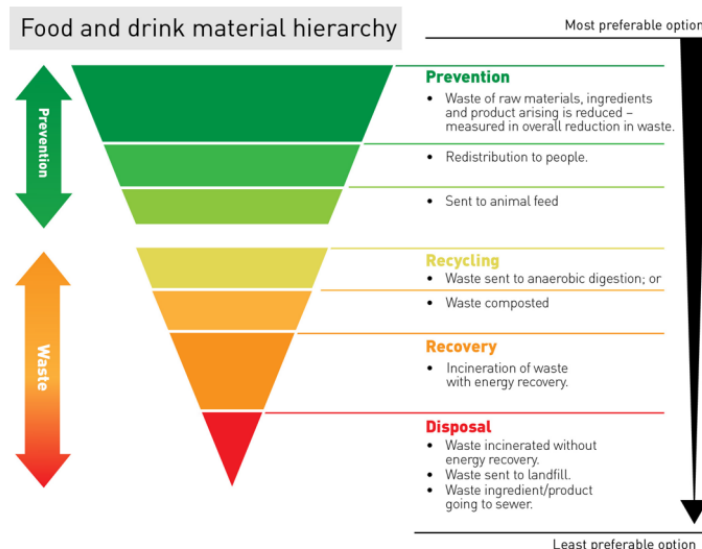 Food and drink material hierarchy
Most preferable option
Prevention
Prevention
• Waste of raw materials, ingredients
and product arising is reduced –
measured in overall reduction in waste.
• Redistribution to people.
• Sent to animal feed
Waste
Recycling
• Waste sent to anaerobic digestion; or
• Waste composted
Recovery
• Incineration of waste
with energy recovery.
Disposal
• Waste incinerated without
energy recovery.
• Waste sent to landfill.
• Waste ingredient/product
going to sewer.
Least preferable option